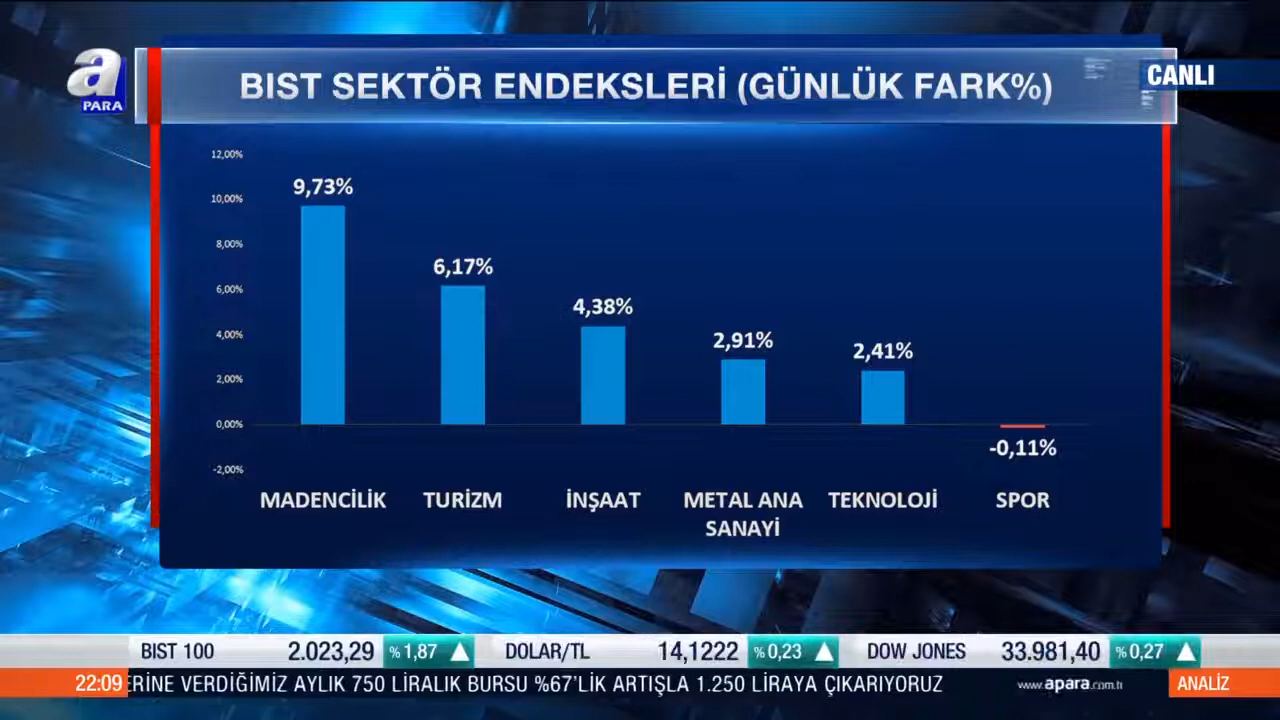 a
PARA
BIST SEKTÖR ENDEKSLERİ (GÜNLÜK FARK%)
CANLI
12,00%
10,00%
8,00%
6,00%
4,00%
2,00%
0,00%
-2,00%
9,73%
6,17%
4,38%
2,91%
2,41%
-0,11%
MADENCİLİK
TURİZM
İNŞAAT
METAL ANA
SANAYİ
TEKNOLOJİ
SPOR
BIST 100 2.023,29 %1,87
DOLAR/TL 14,1222 %0,23
DOW JONES 33.981,40 %0,27
22:09 ERİNE VERDİĞİMİZ AYLIK 750 LİRALIK BURSU %67'LİK ARTIŞLA 1.250 LİRAYA ÇIKARIYORUZ
www.apara.com.tr
ANALİZ